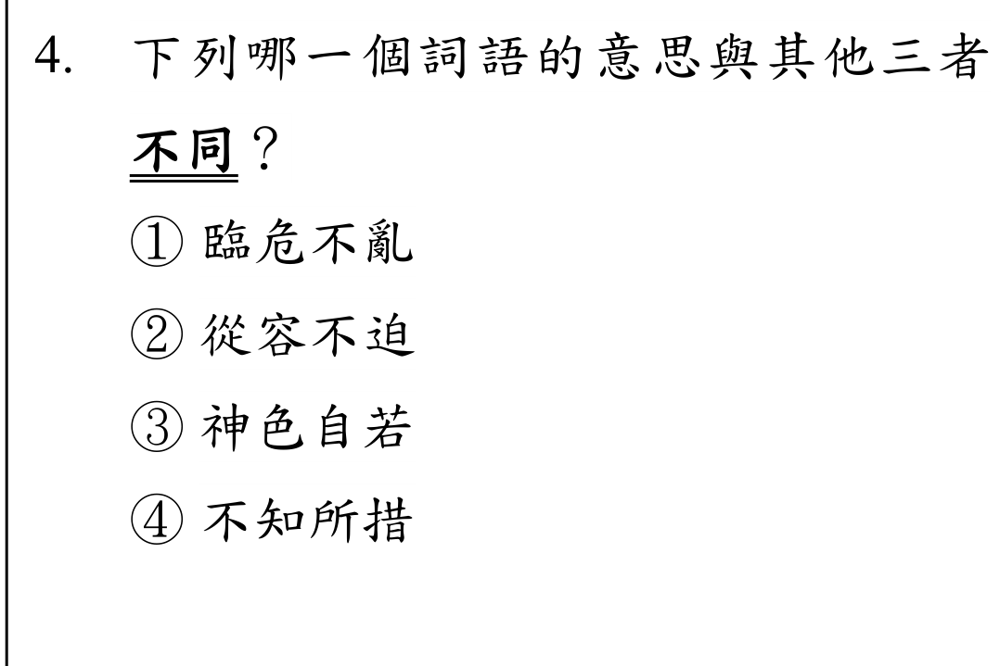 4. 下列哪一個詞語的意思與其他三者
不同？
① 臨危不亂
② 從容不迫
③ 神色自若
④ 不知所措